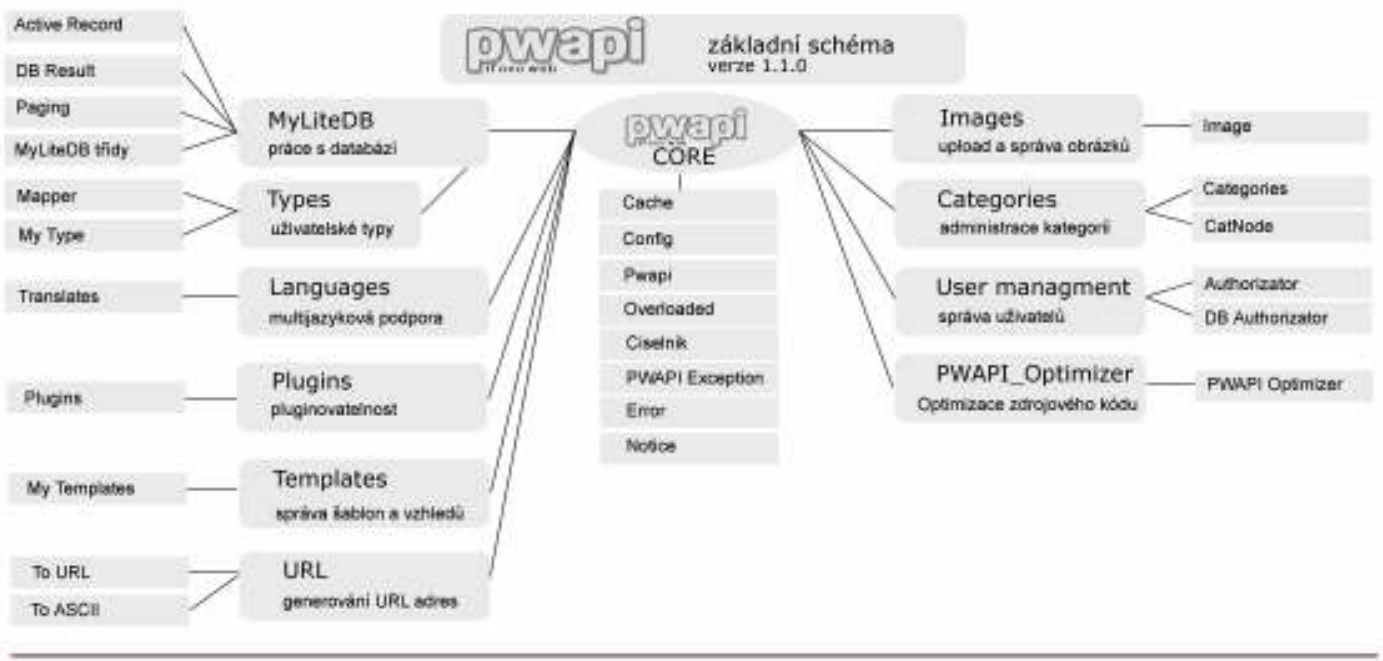 pwapi
základní schéma
verze 1.1.0
Active Record
DB Result
Paging
MyLiteDB třídy
Mapper
My Type
Translates
Plugins
My Templates
To URL
To ASCII
MyLiteDB
práce s databází
Types
uživatelské typy
Languages
multijazyková podpora
Plugins
pluginovatelnost
Templates
správa šablon a vzhledů
URL
generování URL adres
pwapi
CORE
Cache
Config
Pwapi
Overloaded
Ciselnik
PWAPI Exception
Error
Notice
Images
upload a správa obrázků
Categories
administrace kategorií
User managment
správa uživatelů
PWAPI_Optimizer
Optimizace zdrojového kódu
Image
Categories
CatNode
Authorizator
DB Authorizator
PWAPI Optimizer